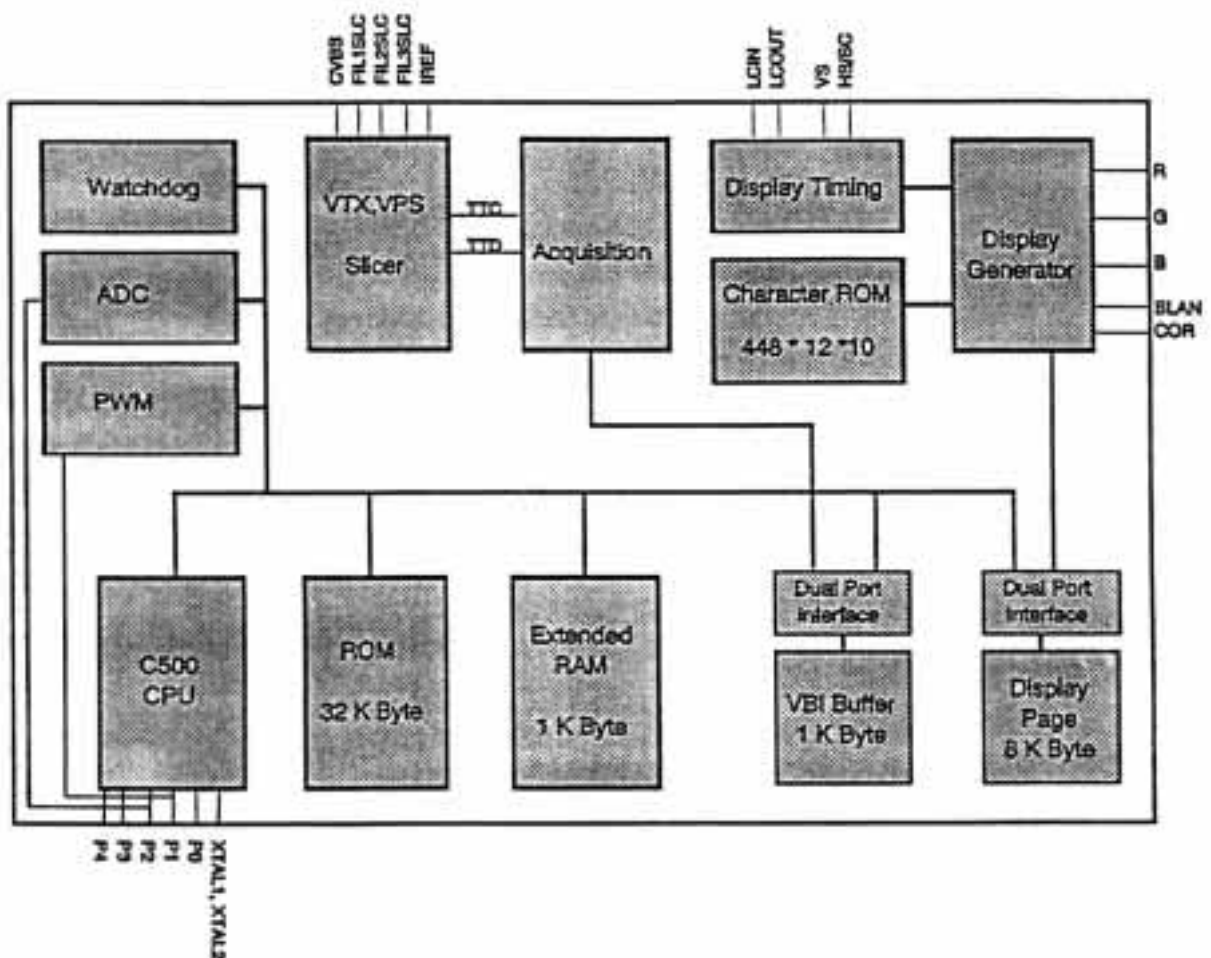 CVBS
FIL1SLC
FIL2SLC
FIL3SLC
IREF
LCIN
LCOUT
VS
HS/SC
Watchdog
VTX,VPS
Slicer
TTC
TTD
Acquisition
Display Timing
Display
Generator
R
G
B
BLAN
COR
ADC
Character ROM
448 * 12 *10
PWM
C500
CPU
ROM
32 K Byte
Extended
RAM
1 K Byte
Dual Port
Interface
VBI Buffer
1 K Byte
Dual Port
Interface
Display
Page
8 K Byte
P4
P3
P2
P1
P0
XTAL1, XTAL2